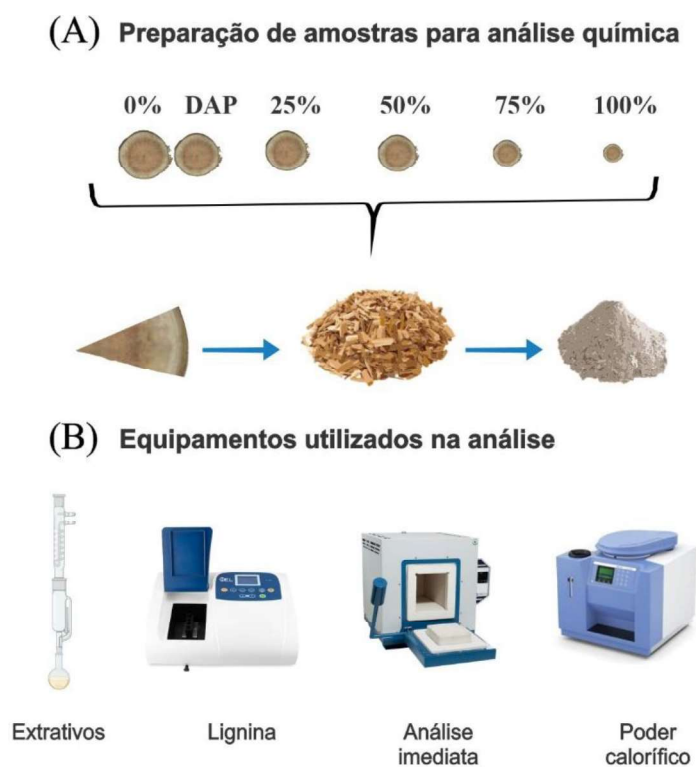 (A) Preparação de amostras para análise química
0% DAP 25% 50% 75% 100%
(B) Equipamentos utilizados na análise
Extrativos Lignina Análise imediata Poder calorífico